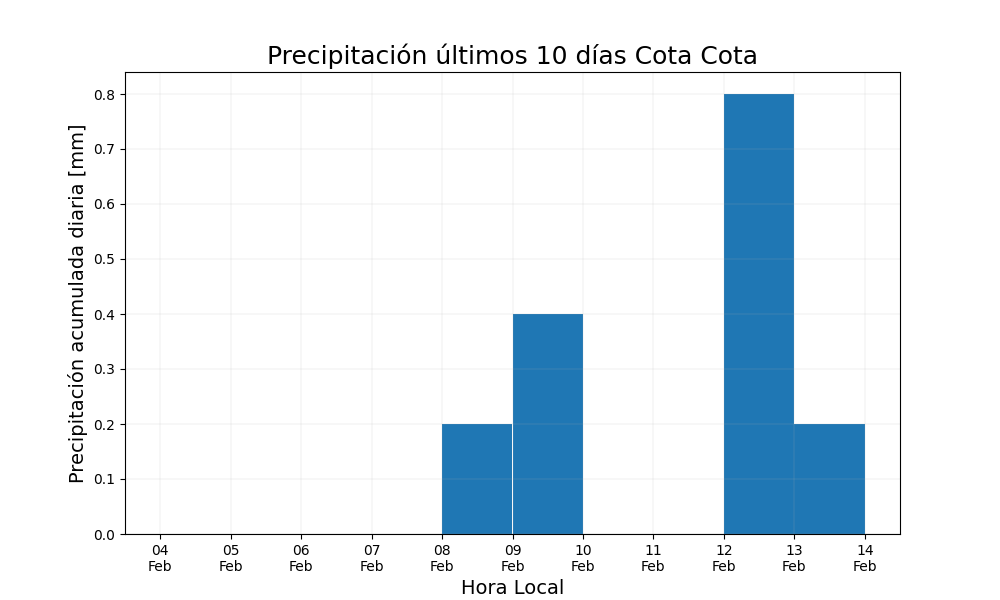 Precipitación últimos 10 días Cota Cota
Precipitación acumulada diaria [mm]
0.8
0.7
0.6
0.5
0.4
0.3
0.2
0.1
0.0
04 05 06 07 08 09 10 11 12 13 14
Feb Feb Feb Feb Feb Feb Feb Feb Feb Feb Feb
Hora Local